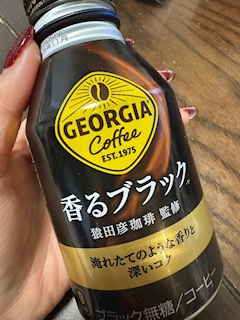 GEORGIA
Coffee
EST.1975
香るブラック
猿田彦珈琲 監修
淹れたてのような香りと
深いコク
ブラック無糖/コーヒー